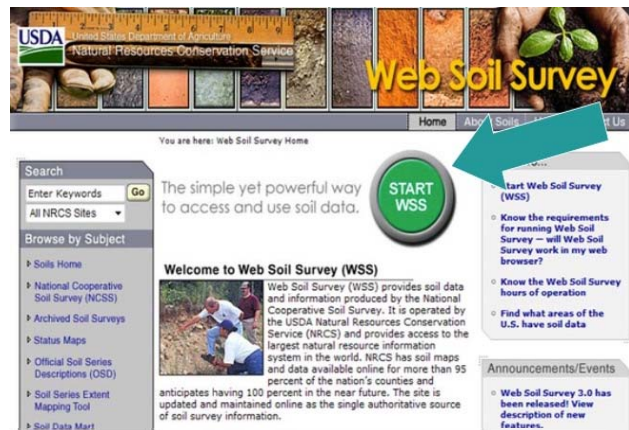 USDA
United States Department of Agriculture
Natural Resources Conservation Service
Web Soil Survey
Home
You are here: Web Soil Survey Home
Search
Enter Keywords Go
All NRCS Sites
Browse by Subject
Soils Home
National Cooperative
Soil Survey (NCSS)
Archived Soil Surveys
Status Maps
Official Soil Series
Descriptions (OSD)
Soil Series Extent
Mapping Tool
Soil Data Mart
The simple yet powerful way
to access and use soil data.
START
WSS
Welcome to Web Soil Survey (WSS)
Web Soil Survey (WSS) provides soil data
and information produced by the National
Cooperative Soil Survey. It is operated by
the USDA Natural Resources Conservation
Service (NRCS) and provides access to the
largest natural resource information
system in the world. NRCS has soil maps
and data available online for more than 95
percent of the nation's counties and
anticipates having 100 percent in the near future. The site is
updated and maintained online as the single authoritative source
of soil survey information.
Start Web Soil Survey
(WSS)
Know the requirements
for running Web Soil
Survey — will Web Soil
Survey work in my web
browser?
Know the Web Soil Survey
hours of operation
Find what areas of the
U.S. have soil data
Announcements/Events
Web Soil Survey 3.0 has
been released! View
description of new
features.